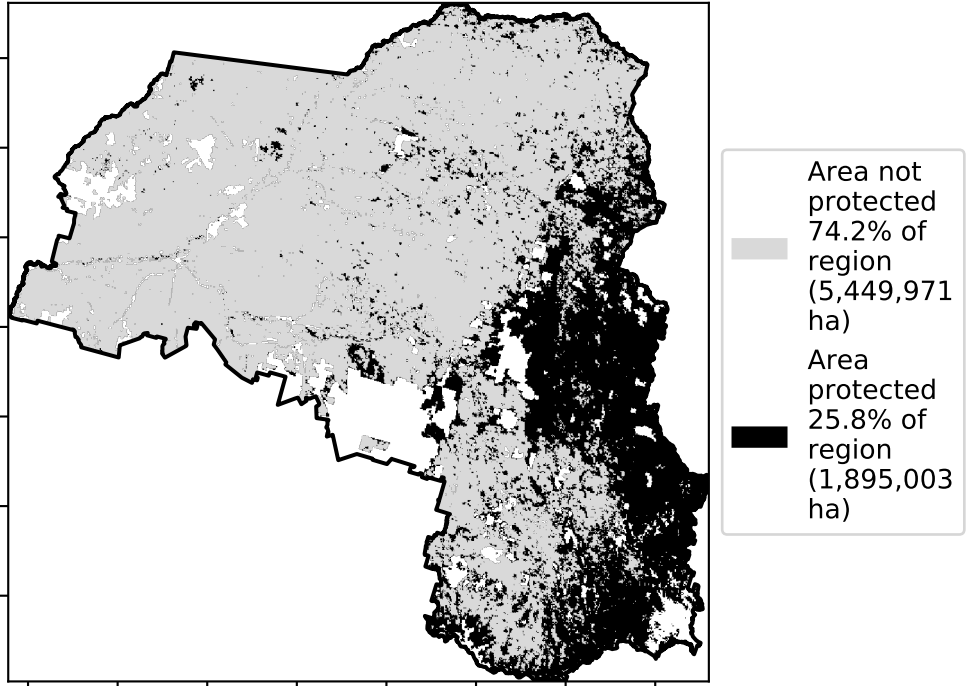 Area not
protected
74.2% of
region
(5,449,971
ha)
Area
protected
25.8% of
region
(1,895,003
ha)